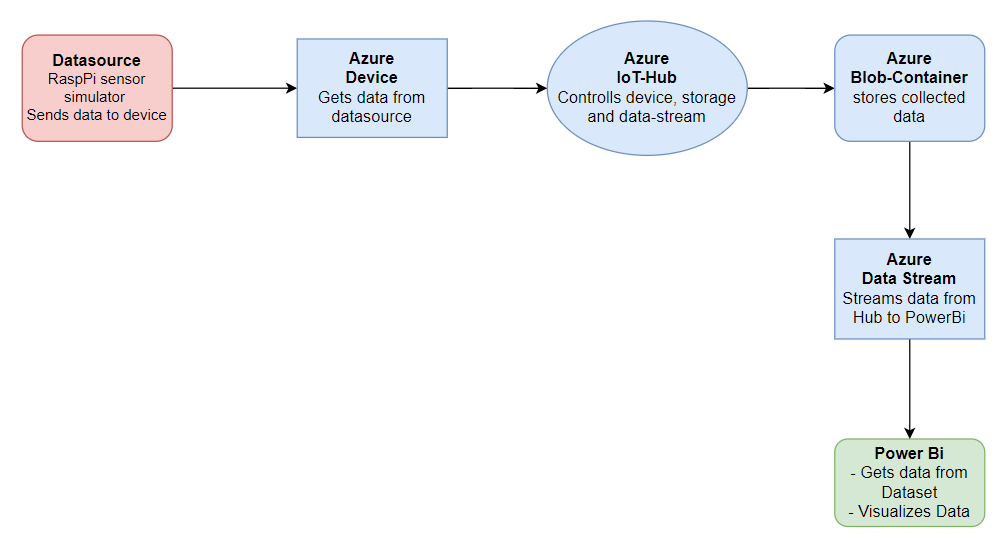 Datasource
RaspPi sensor
simulator
Sends data to device
Azure
Device
Gets data from
datasource
Azure
IoT-Hub
Controlls device, storage
and data-stream
Azure
Blob-Container
stores collected
data
Azure
Data Stream
Streams data from
Hub to PowerBi
Power Bi
- Gets data from
Dataset
- Visualizes Data